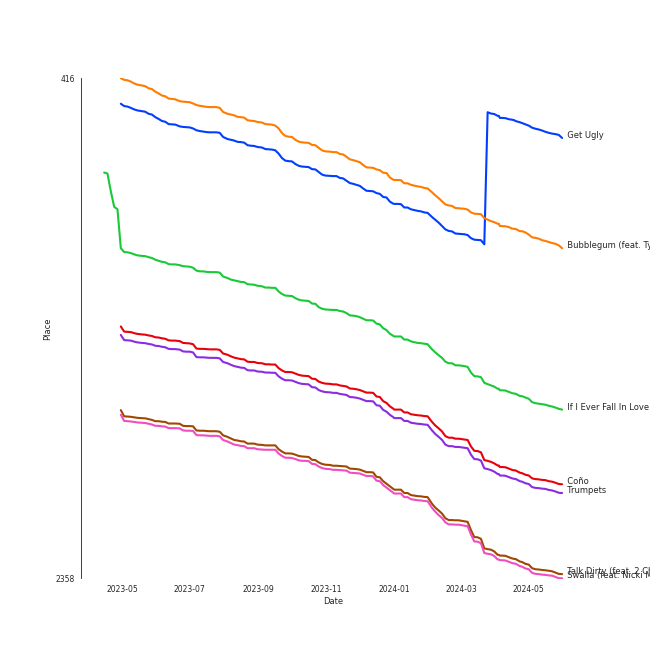 416
Get Ugly
Bubblegum (feat. Ty
Place
If I Ever Fall In Love
Coño
Trumpets
Talk Dirty (feat. 2 C
Swalla (feat. Nicki M
2358
2023-05 2023-07 2023-09 2023-11 2024-01 2024-03 2024-05
Date